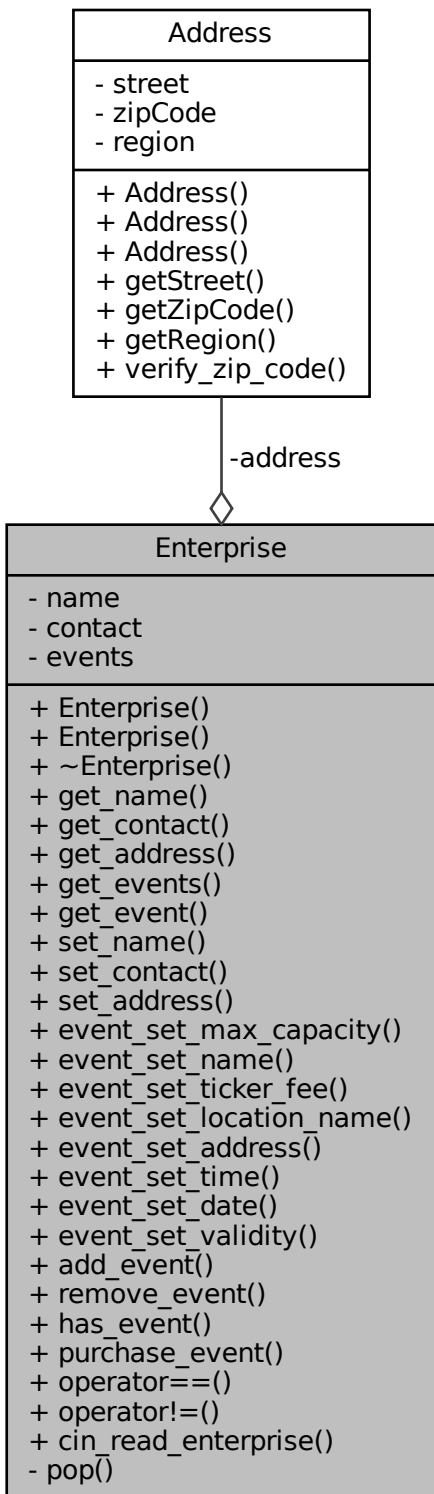 Address
- street
- zipCode
- region
+ Address()
+ Address()
+ Address()
+ getStreet()
+ getZipCode()
+ getRegion()
+ verify_zip_code()
-address
Enterprise
- name
- contact
- events
+ Enterprise()
+ Enterprise()
+ ~Enterprise()
+ get_name()
+ get_contact()
+ get_address()
+ get_events()
+ get_event()
+ set_name()
+ set_contact()
+ set_address()
+ event_set_max_capacity()
+ event_set_name()
+ event_set_ticker_fee()
+ event_set_location_name()
+ event_set_address()
+ event_set_time()
+ event_set_date()
+ event_set_validity()
+ add_event()
+ remove_event()
+ has_event()
+ purchase_event()
+ operator==()
+ operator!=()
+ cin_read_enterprise()
- pop()